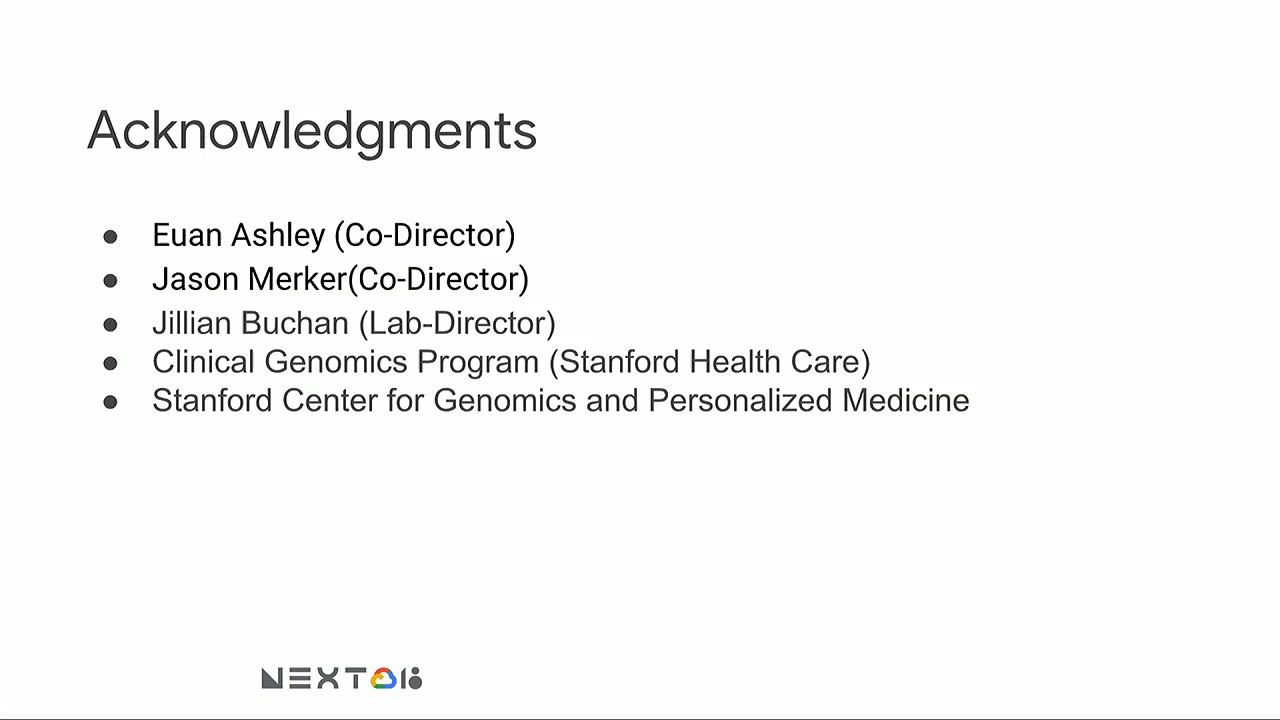 Acknowledgments
● Euan Ashley (Co-Director)
● Jason Merker(Co-Director)
● Jillian Buchan (Lab-Director)
● Clinical Genomics Program (Stanford Health Care)
● Stanford Center for Genomics and Personalized Medicine
NEXT 18